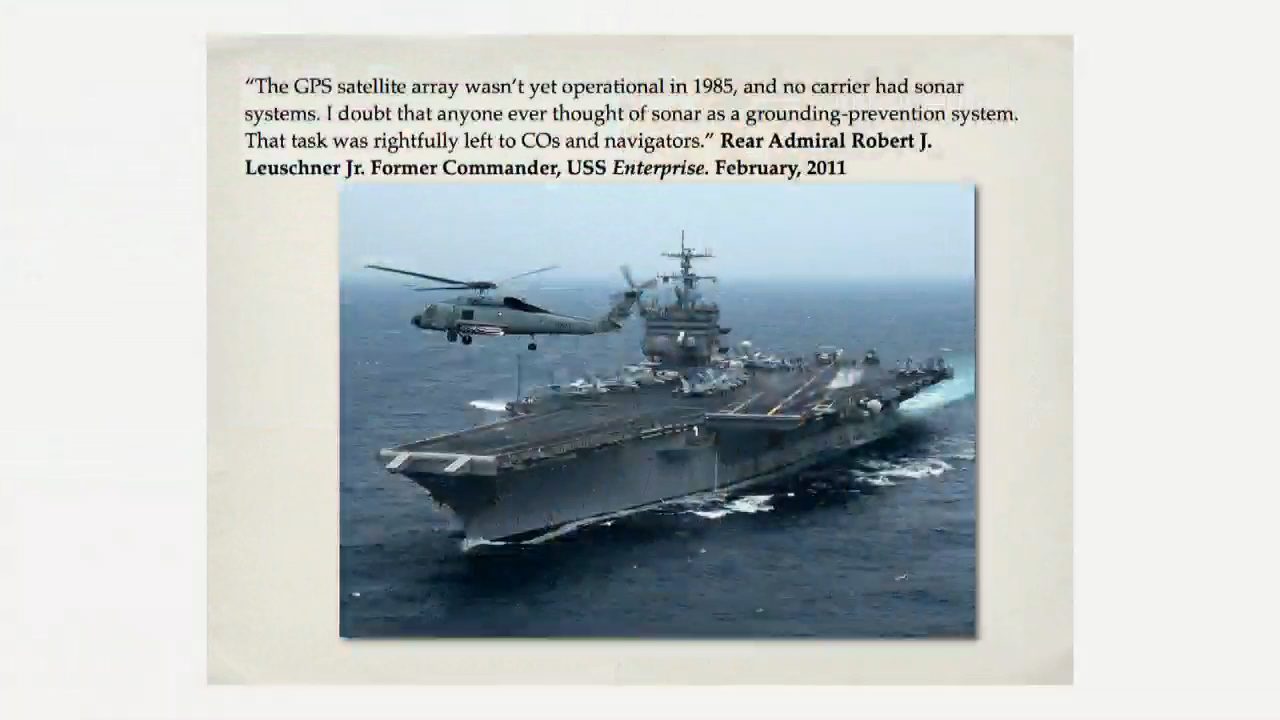 “The GPS satellite array wasn’t yet operational in 1985, and no carrier had sonar
systems. I doubt that anyone ever thought of sonar as a grounding-prevention system.
That task was rightfully left to COs and navigators.” Rear Admiral Robert J.
Leuschner Jr. Former Commander, USS Enterprise. February, 2011